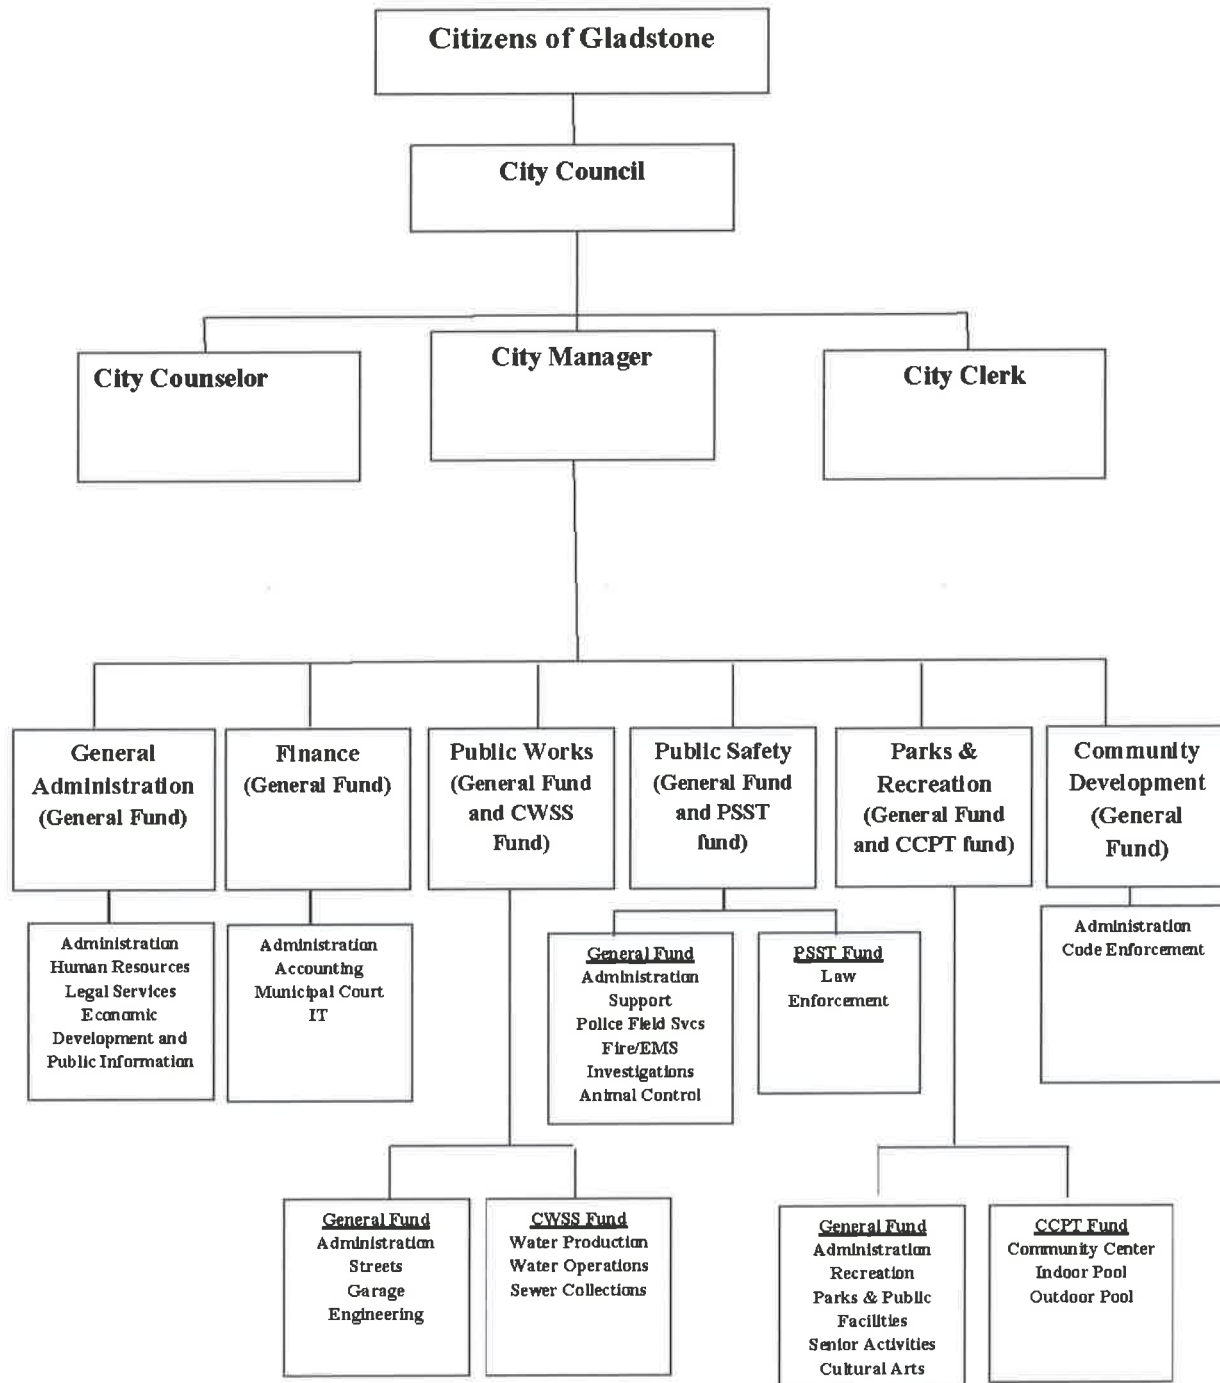 Citizens of Gladstone
City Council
City Counselor
City Manager
City Clerk
General
Administration
(General Fund)
Finance
(General Fund)
Public Works
(General Fund
and CWSS
Fund)
Public Safety
(General Fund
and PSST
fund)
Parks &
Recreation
(General Fund
and CCPT fund)
Community
Development
(General
Fund)
Administration
Human Resources
Legal Services
Economic
Development and
Public Information
Administration
Accounting
Municipal Court
IT
General Fund
Administration
Support
Police Field Svcs
Fire/EMS
Investigations
Animal Control
PSST Fund
Law
Enforcement
Administration
Code Enforcement
General Fund
Administration
Streets
Garage
Engineering
CWSS Fund
Water Production
Water Operations
Sewer Collections
General Fund
Administration
Recreation
Parks & Public
Facilities
Senior Activities
Cultural Arts
CCPT Fund
Community Center
Indoor Pool
Outdoor Pool